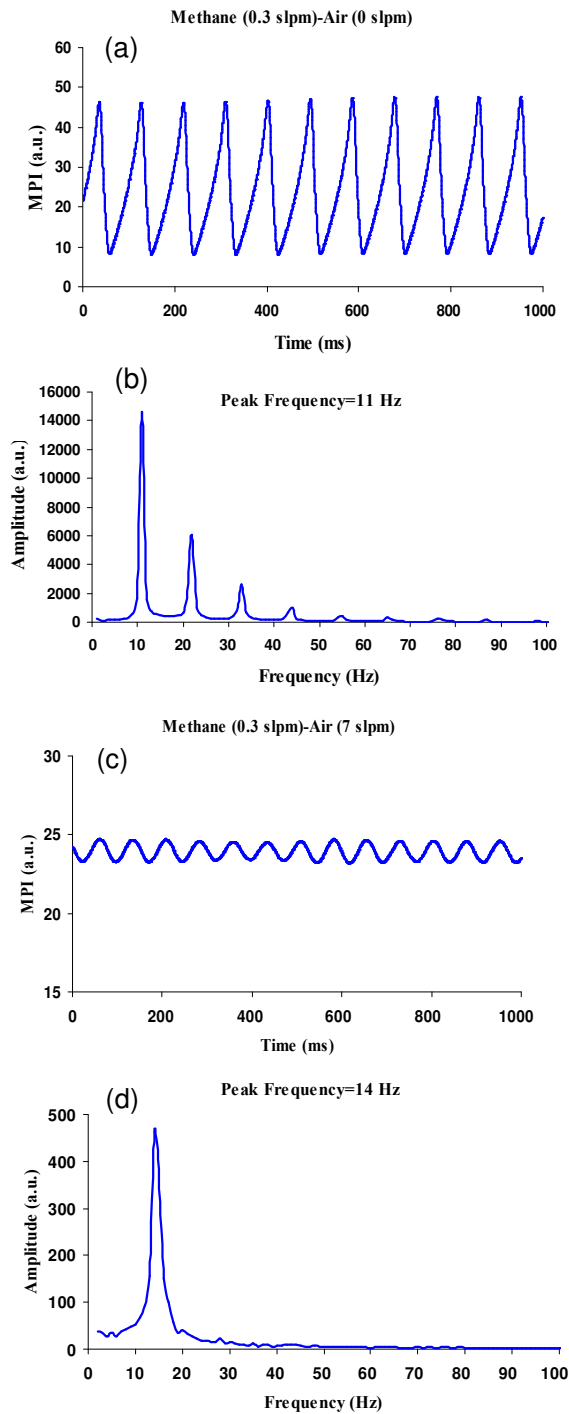 Methane (0.3 slpm)-Air (0 slpm)
(a)
60
50
40
30
20
10
0
MPI (a.u.)
0 200 400 600 800 1000
Time (ms)
(b)
Peak Frequency=11 Hz
16000
14000
12000
10000
8000
6000
4000
2000
0
Amplitude (a.u.)
0 10 20 30 40 50 60 70 80 90 100
Frequency (Hz)
Methane (0.3 slpm)-Air (7 slpm)
(c)
30
25
20
15
MPI (a.u.)
0 200 400 600 800 1000
Time (ms)
Peak Frequency=14 Hz
(d)
500
400
300
200
100
0
Amplitude (a.u.)
0 10 20 30 40 50 60 70 80 90 100
Frequency (Hz)